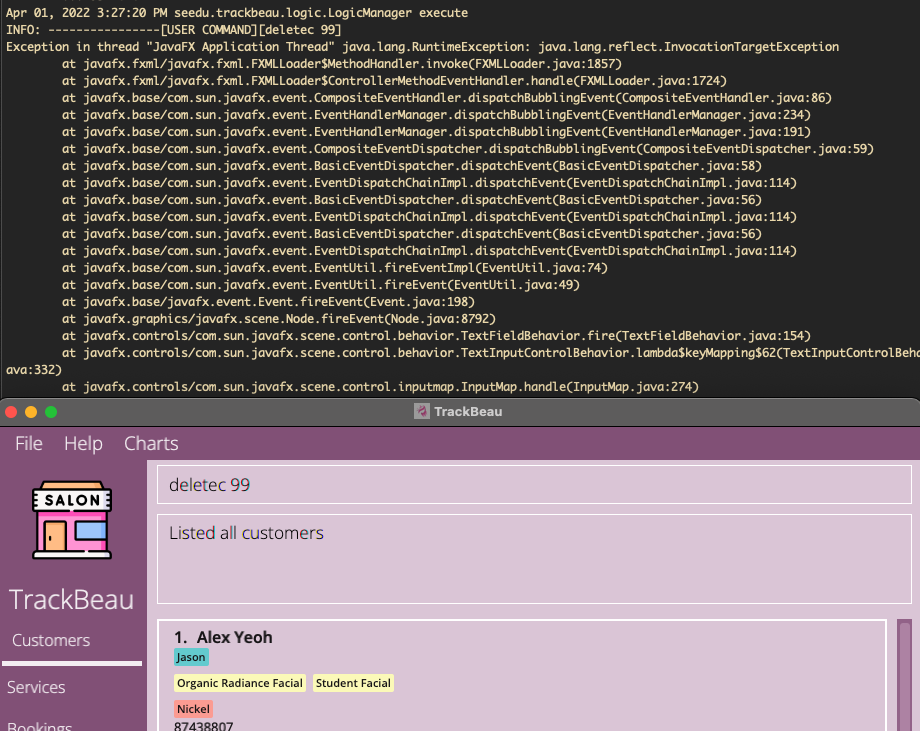 Apr 01, 2022 3:27:20 PM seedu.trackbeau.logic.LogicManager execute
INFO: ----------------[USER COMMAND][deletec 99]
Exception in thread "JavaFX Application Thread" java.lang.RuntimeException: java.lang.reflect.InvocationTargetException
at javafx.fxml/javafx.fxml.FXMLLoader$MethodHandler.invoke(FXMLLoader.java:1857)
at javafx.fxml/javafx.fxml.FXMLLoader$ControllerMethodEventHandler.handle(FXMLLoader.java:1724)
at javafx.base/com.sun.javafx.event.CompositeEventHandler.dispatchBubblingEvent(CompositeEventHandler.java:86)
at javafx.base/com.sun.javafx.event.EventHandlerManager.dispatchBubblingEvent(EventHandlerManager.java:234)
at javafx.base/com.sun.javafx.event.EventHandlerManager.dispatchBubblingEvent(EventHandlerManager.java:191)
at javafx.base/com.sun.javafx.event.CompositeEventDispatcher.dispatchBubblingEvent(CompositeEventDispatcher.java:59)
at javafx.base/com.sun.javafx.event.BasicEventDispatcher.dispatchEvent(BasicEventDispatcher.java:58)
at javafx.base/com.sun.javafx.event.EventDispatchChainImpl.dispatchEvent(EventDispatchChainImpl.java:114)
at javafx.base/com.sun.javafx.event.BasicEventDispatcher.dispatchEvent(BasicEventDispatcher.java:56)
at javafx.base/com.sun.javafx.event.EventDispatchChainImpl.dispatchEvent(EventDispatchChainImpl.java:114)
at javafx.base/com.sun.javafx.event.BasicEventDispatcher.dispatchEvent(BasicEventDispatcher.java:56)
at javafx.base/com.sun.javafx.event.EventDispatchChainImpl.dispatchEvent(EventDispatchChainImpl.java:114)
at javafx.base/com.sun.javafx.event.EventUtil.fireEventImpl(EventUtil.java:74)
at javafx.base/com.sun.javafx.event.EventUtil.fireEvent(EventUtil.java:49)
at javafx.base/javafx.event.Event.fireEvent(Event.java:198)
at javafx.graphics/javafx.scene.Node.fireEvent(Node.java:8792)
at javafx.controls/com.sun.javafx.scene.control.behavior.TextFieldBehavior.fire(TextFieldBehavior.java:154)
at javafx.controls/com.sun.javafx.scene.control.behavior.TextInputControlBehavior.lambda$keyMapping$62(TextInputControlBeha
ava:332)
at javafx.controls/com.sun.javafx.scene.control.inputmap.InputMap.handle(InputMap.java:274)
TrackBeau
File Help Charts
SALON
TrackBeau
Customers
Services
Bookings
deletec 99
Listed all customers
1. Alex Yeoh
Jason
Organic Radiance Facial Student Facial
Nickel
87438807